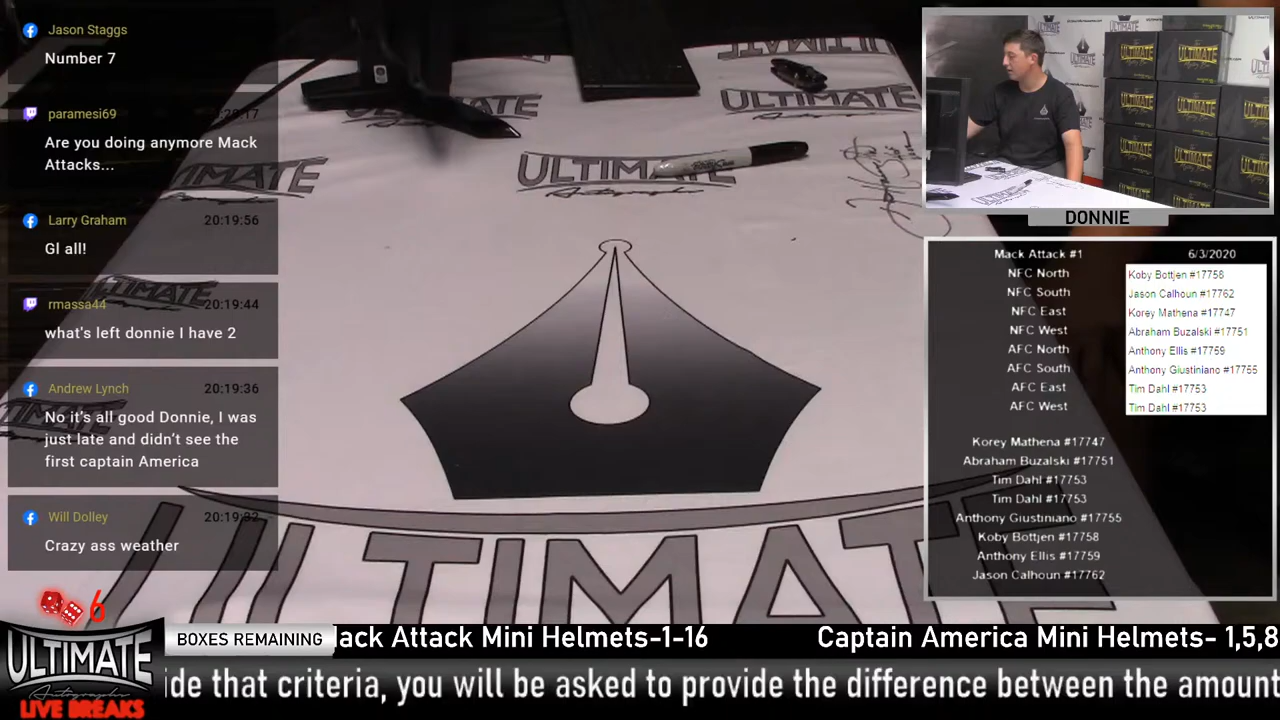 Jason Staggs
Number 7
paramesi69
Are you doing anymore Mack
Attacks...
Larry Graham 20:19:56
Gl all!
rmassa44 20:19:44
what's left donnie I have 2
Andrew Lynch 20:19:36
No it's all good Donnie, I was
just late and didn't see the
first captain America
Will Dolley 20:19:32
Crazy ass weather
ULTIMATE
ULTIMATE
ULTIMATE
ULTIMATE
Autographs
ULTIMATE
DONNIE
Mack Attack #1 6/3/2020
NFC North Koby Bottjen #17758
NFC South Jason Calhoun #17762
NFC East Korey Mathena #17747
NFC West Abraham Buzalski #17751
AFC North Anthony Ellis #17759
AFC South Anthony Giustiniano #17755
AFC East Tim Dahl #17753
AFC West Tim Dahl #17753
Korey Mathena #17747
Abraham Buzalski #17751
Tim Dahl #17753
Tim Dahl #17753
Anthony Giustiniano #17755
Koby Bottjen #17758
Anthony Ellis #17759
Jason Calhoun #17762
6
ULTIMATE
Autographs
LIVE BREAKS
BOXES REMAINING
ack Attack Mini Helmets-1-16 Captain America Mini Helmets- 1,5,8
ide that criteria, you will be asked to provide the difference between the amount